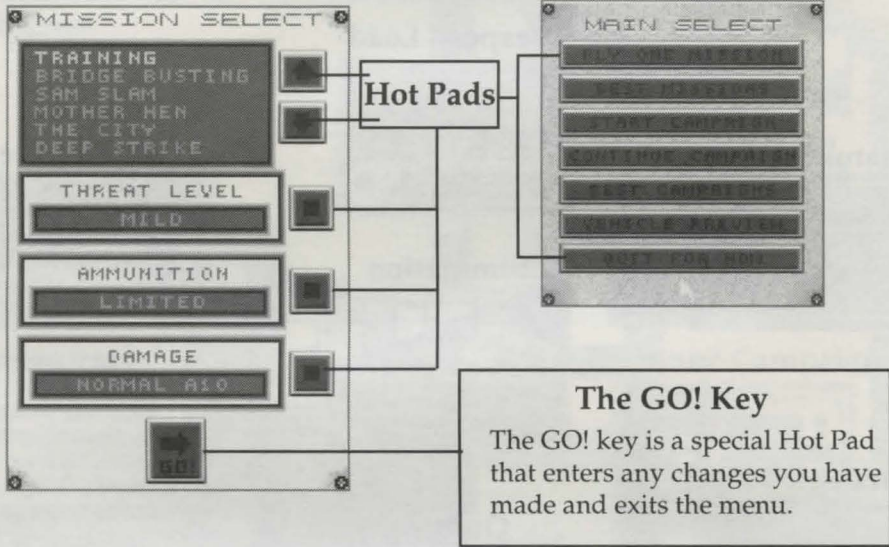 MISSION SELECT
TRAINING
BRIDGE BUSTING
SAM SLAM
MOTHER HEN
THE CITY
DEEP STRIKE
THREAT LEVEL
MILD
AMMUNITION
LIMITED
DAMAGE
NORMAL A10
GO!
Hot Pads
MAIN SELECT
FLY ONE MISSION
BEST MISSIONS
START CAMPAIGN
CONTINUE CAMPAIGN
BEST CAMPAIGNS
VEHICLE PREVIEW
QUIT FOR NOW
The GO! Key
The GO! key is a special Hot Pad
that enters any changes you have
made and exits the menu.